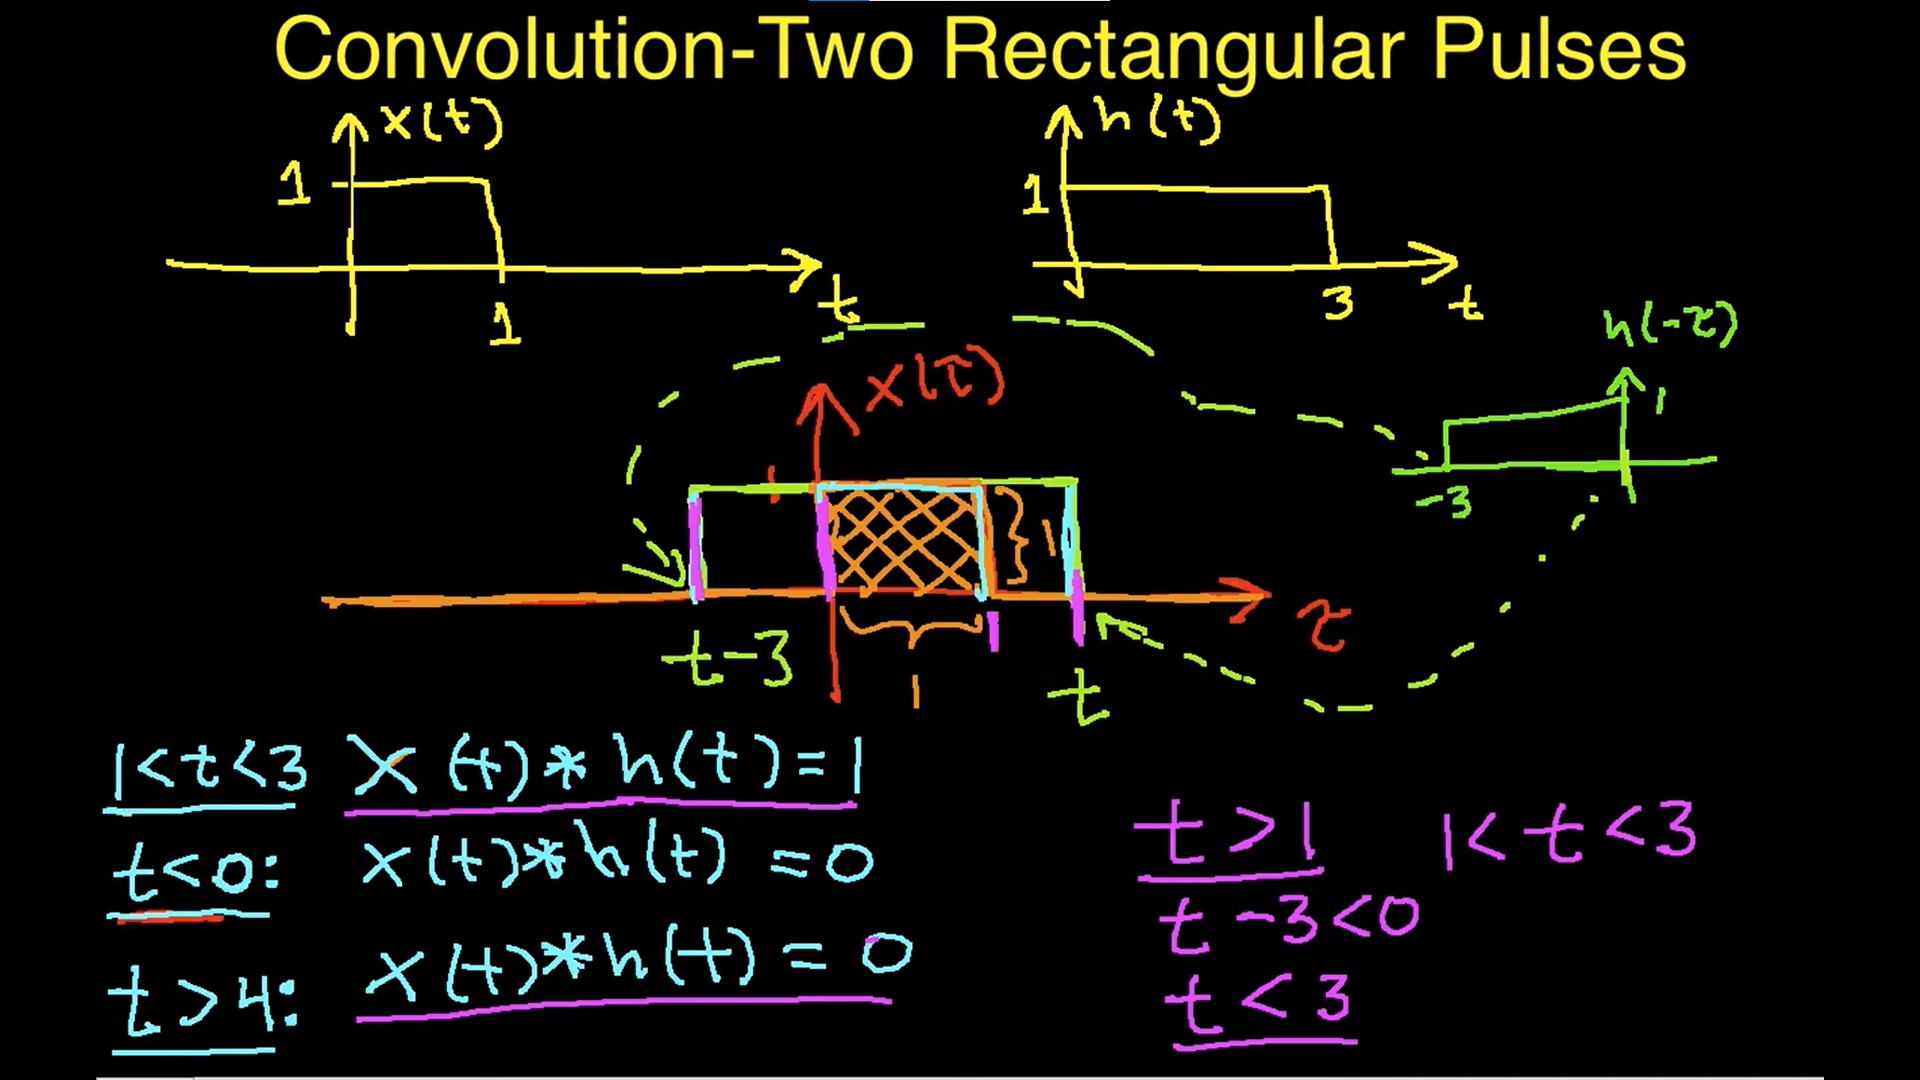 Convolution-Two Rectangular Pulses
x(t)
h(t)
1
1
1
t
3
t
h(-τ)
x(τ)
1
1
-3
1
1
τ
t-3
1
t
1<t<3 x(t)*h(t)=1
t<0: x(t)*h(t)=0
t>4: x(t)*h(t)=0
t>1 1<t<3
t-3<0
t<3